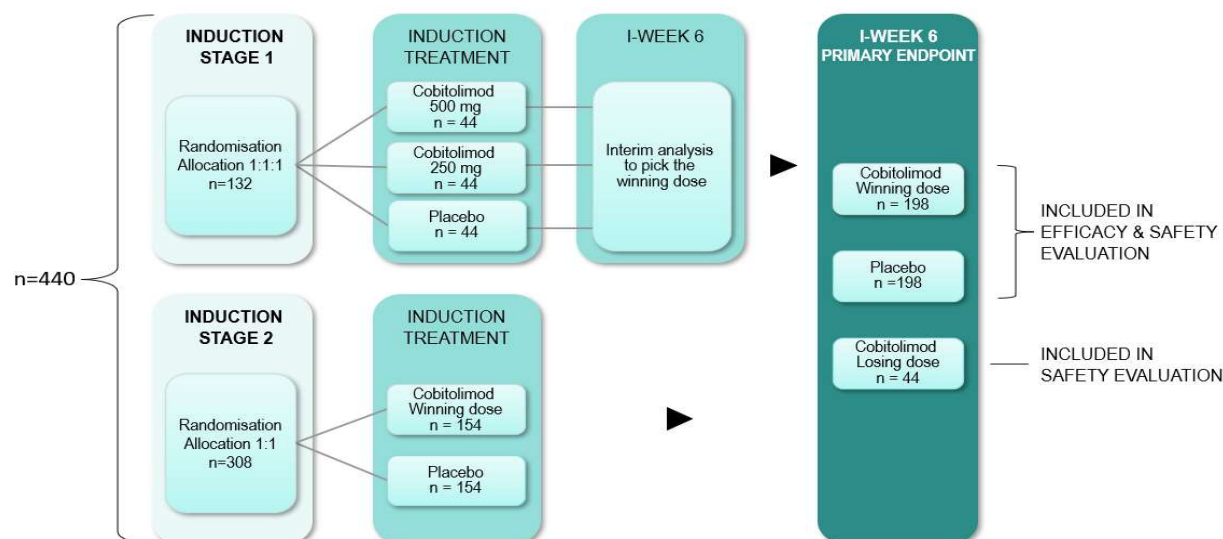 n=440
INDUCTION
STAGE 1
Randomisation
Allocation 1:1:1
n=132
INDUCTION
TREATMENT
Cobitolimod
500 mg
n = 44
Cobitolimod
250 mg
n = 44
Placebo
n = 44
I-WEEK 6
Interim analysis
to pick the
winning dose
INDUCTION
STAGE 2
Randomisation
Allocation 1:1
n=308
INDUCTION
TREATMENT
Cobitolimod
Winning dose
n = 154
Placebo
n = 154
I-WEEK 6
PRIMARY ENDPOINT
Cobitolimod
Winning dose
n = 198
Placebo
n =198
Cobitolimod
Losing dose
n = 44
INCLUDED IN
EFFICACY & SAFETY
EVALUATION
INCLUDED IN
SAFETY EVALUATION